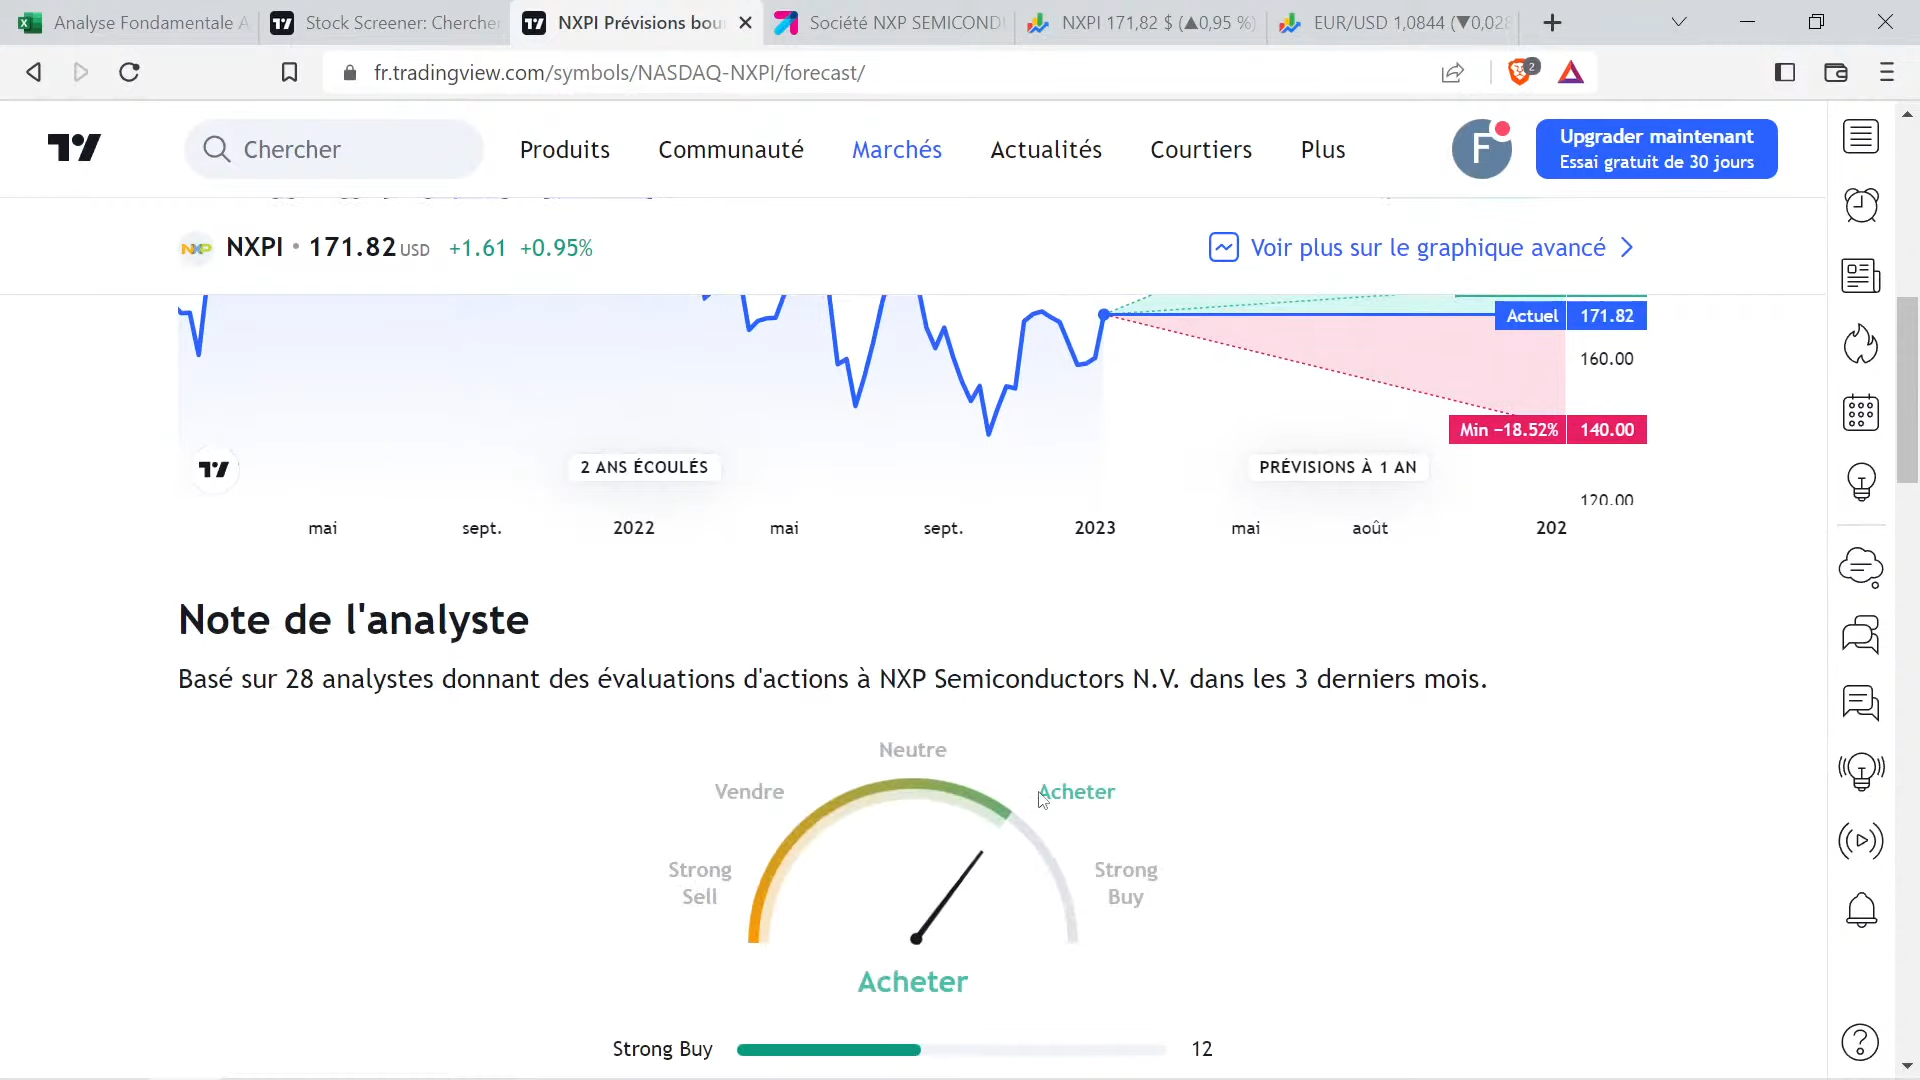 Analyse Fondamentale A
Stock Screener: Cherche
NXPI Prévisions bou
Société NXP SEMICOND
NXPI 171,82 $ (▲0,95 %)
EUR/USD 1,0844 (▼0,028
fr.tradingview.com/symbols/NASDAQ-NXPI/forecast/
2
Chercher
Produits
Communauté
Marchés
Actualités
Courtiers
Plus
F
Upgrader maintenant
Essai gratuit de 30 jours
NXP
NXPI • 171.82 USD +1.61 +0.95%
Voir plus sur le graphique avancé
Actuel 171.82
160.00
Min −18.52% 140.00
2 ANS ÉCOULÉS
PRÉVISIONS À 1 AN
120.00
mai sept. 2022 mai sept. 2023 mai août 202
Note de l'analyste
Basé sur 28 analystes donnant des évaluations d'actions à NXP Semiconductors N.V. dans les 3 derniers mois.
Neutre
Vendre
Acheter
Strong
Sell
Strong
Buy
Acheter
Strong Buy 12